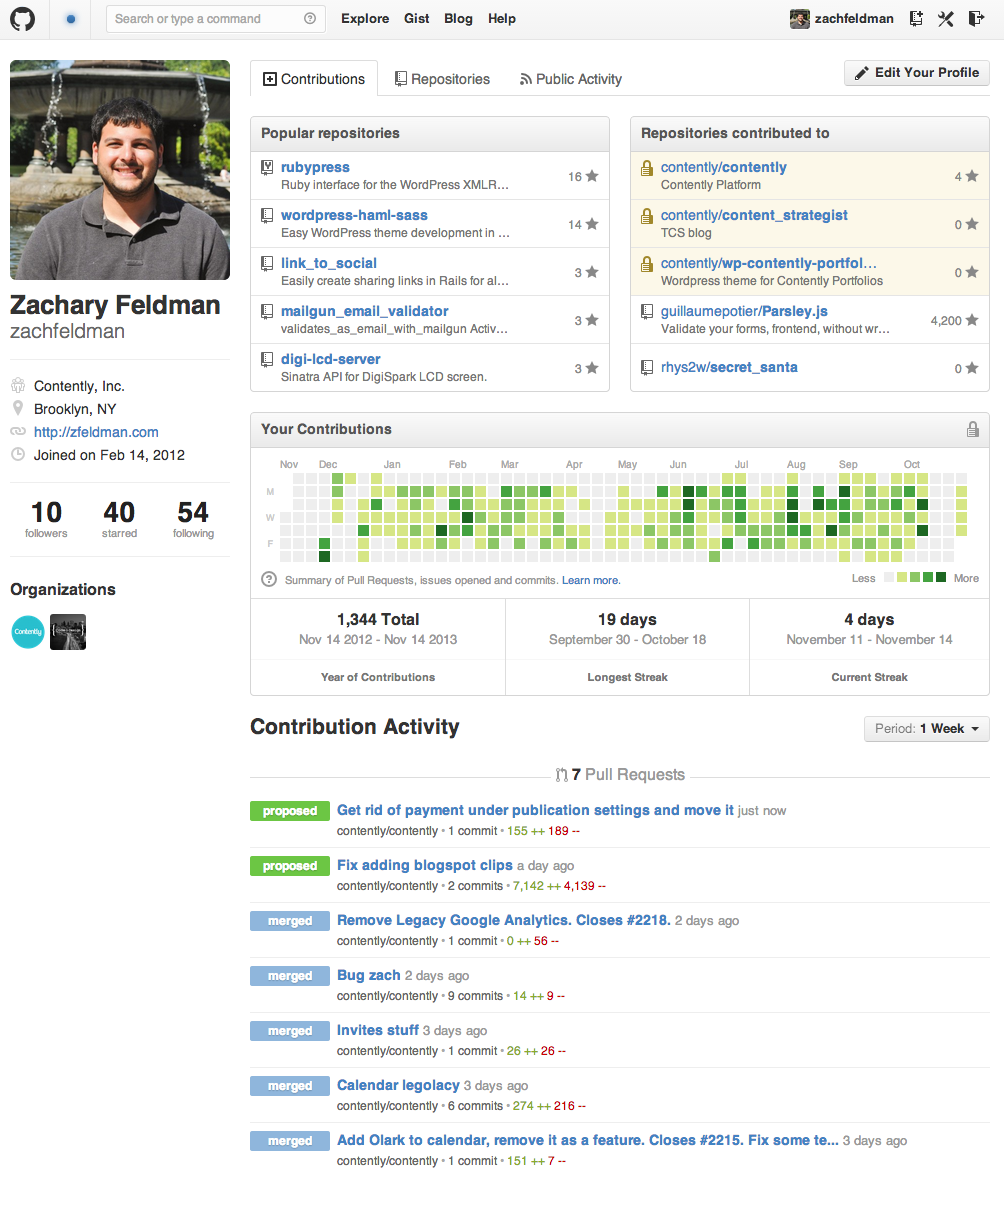 Search or type a command
Explore Gist Blog Help
zachfeldman
Zachary Feldman
zachfeldman
Contently, Inc.
Brooklyn, NY
http://zfeldman.com
Joined on Feb 14, 2012
10 40 54
followers starred following
Organizations
Contently
Contributions Repositories Public Activity
Edit Your Profile
Popular repositories
rubypress
Ruby interface for the WordPress XMLR…
16
wordpress-haml-sass
Easy WordPress theme development in …
14
link_to_social
Easily create sharing links in Rails for al…
3
mailgun_email_validator
validates_as_email_with_mailgun Activ…
3
digi-lcd-server
Sinatra API for DigiSpark LCD screen.
3
Repositories contributed to
contently/contently
Contently Platform
4
contently/content_strategist
TCS blog
0
contently/wp-contently-portfol…
Wordpress theme for Contently Portfolios
0
guillaumepotier/Parsley.js
Validate your forms, frontend, without wr…
4,200
rhys2w/secret_santa
0
Your Contributions
Nov Dec Jan Feb Mar Apr May Jun Jul Aug Sep Oct
M
W
F
? Summary of Pull Requests, issues opened and commits. Learn more.
Less More
1,344 Total
Nov 14 2012 - Nov 14 2013
Year of Contributions
19 days
September 30 - October 18
Longest Streak
4 days
November 11 - November 14
Current Streak
Contribution Activity
Period: 1 Week
7 Pull Requests
proposed Get rid of payment under publication settings and move it just now
contently/contently • 1 commit • 155 ++ 189 --
proposed Fix adding blogspot clips a day ago
contently/contently • 2 commits • 7,142 ++ 4,139 --
merged Remove Legacy Google Analytics. Closes #2218. 2 days ago
contently/contently • 1 commit • 0 ++ 56 --
merged Bug zach 2 days ago
contently/contently • 9 commits • 14 ++ 9 --
merged Invites stuff 3 days ago
contently/contently • 1 commit • 26 ++ 26 --
merged Calendar legolacy 3 days ago
contently/contently • 6 commits • 274 ++ 216 --
merged Add Olark to calendar, remove it as a feature. Closes #2215. Fix some te... 3 days ago
contently/contently • 1 commit • 151 ++ 7 --